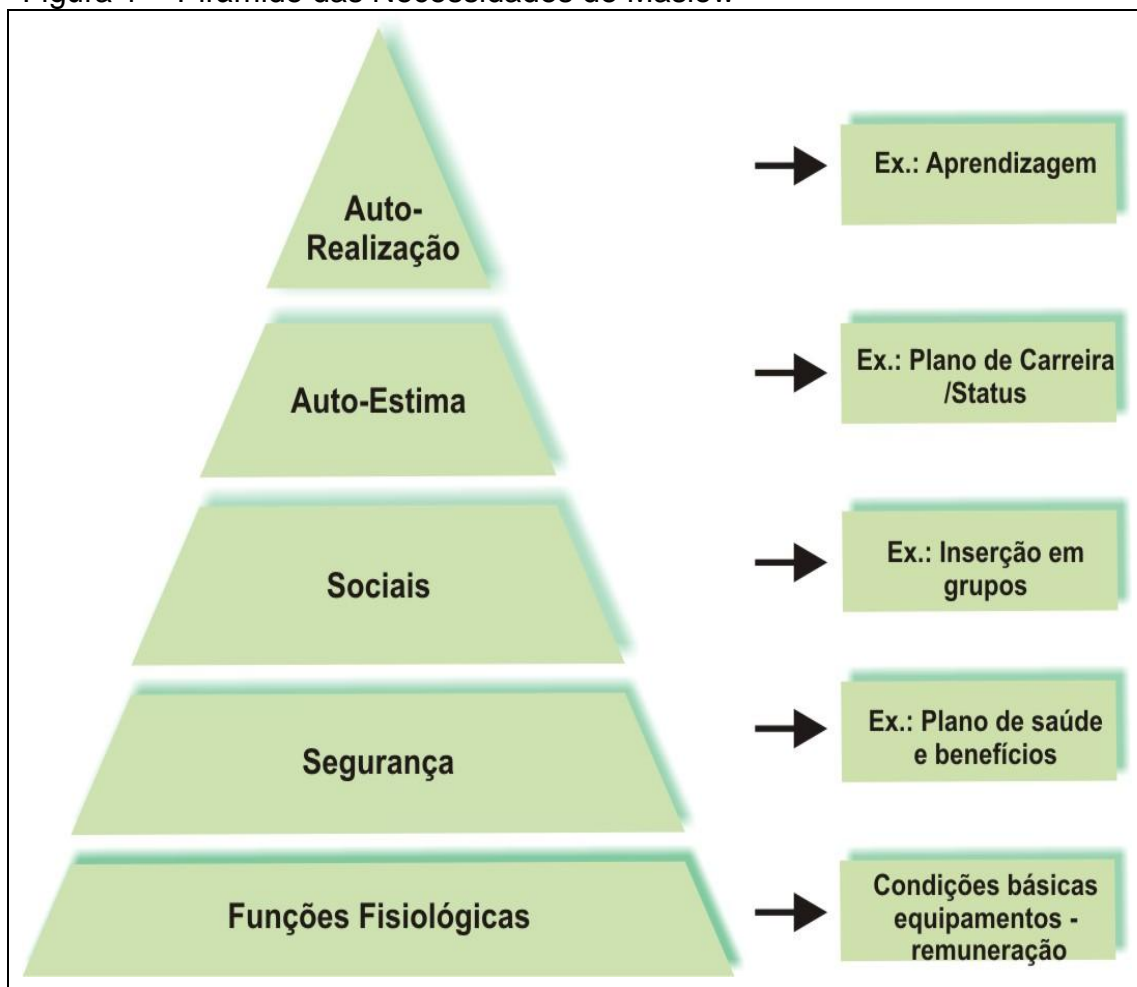 Auto-
Realização
Ex.: Aprendizagem
Auto-Estima
Ex.: Plano de Carreira
/Status
Sociais
Ex.: Inserção em
grupos
Segurança
Ex.: Plano de saúde
e benefícios
Funções Fisiológicas
Condições básicas
equipamentos -
remuneração